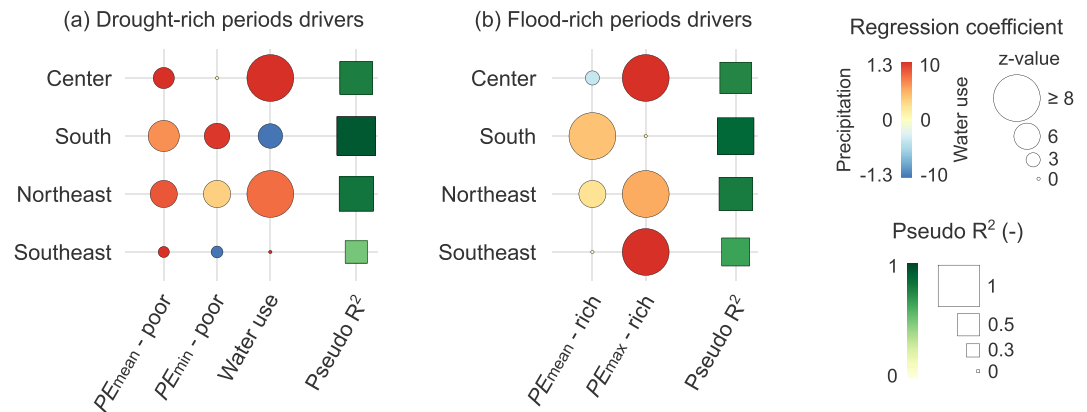 (a) Drought-rich periods drivers
Center
South
Northeast
Southeast
PEmean - poor
PEmin - poor
Water use
Pseudo R²
(b) Flood-rich periods drivers
Center
South
Northeast
Southeast
PEmean - rich
PEmax - rich
Pseudo R²
Regression coefficient
Precipitation
1.3
0
-1.3
Water use
10
0
-10
z-value
≥ 8
6
3
0
Pseudo R² (-)
1
0
1
0.5
0.3
0